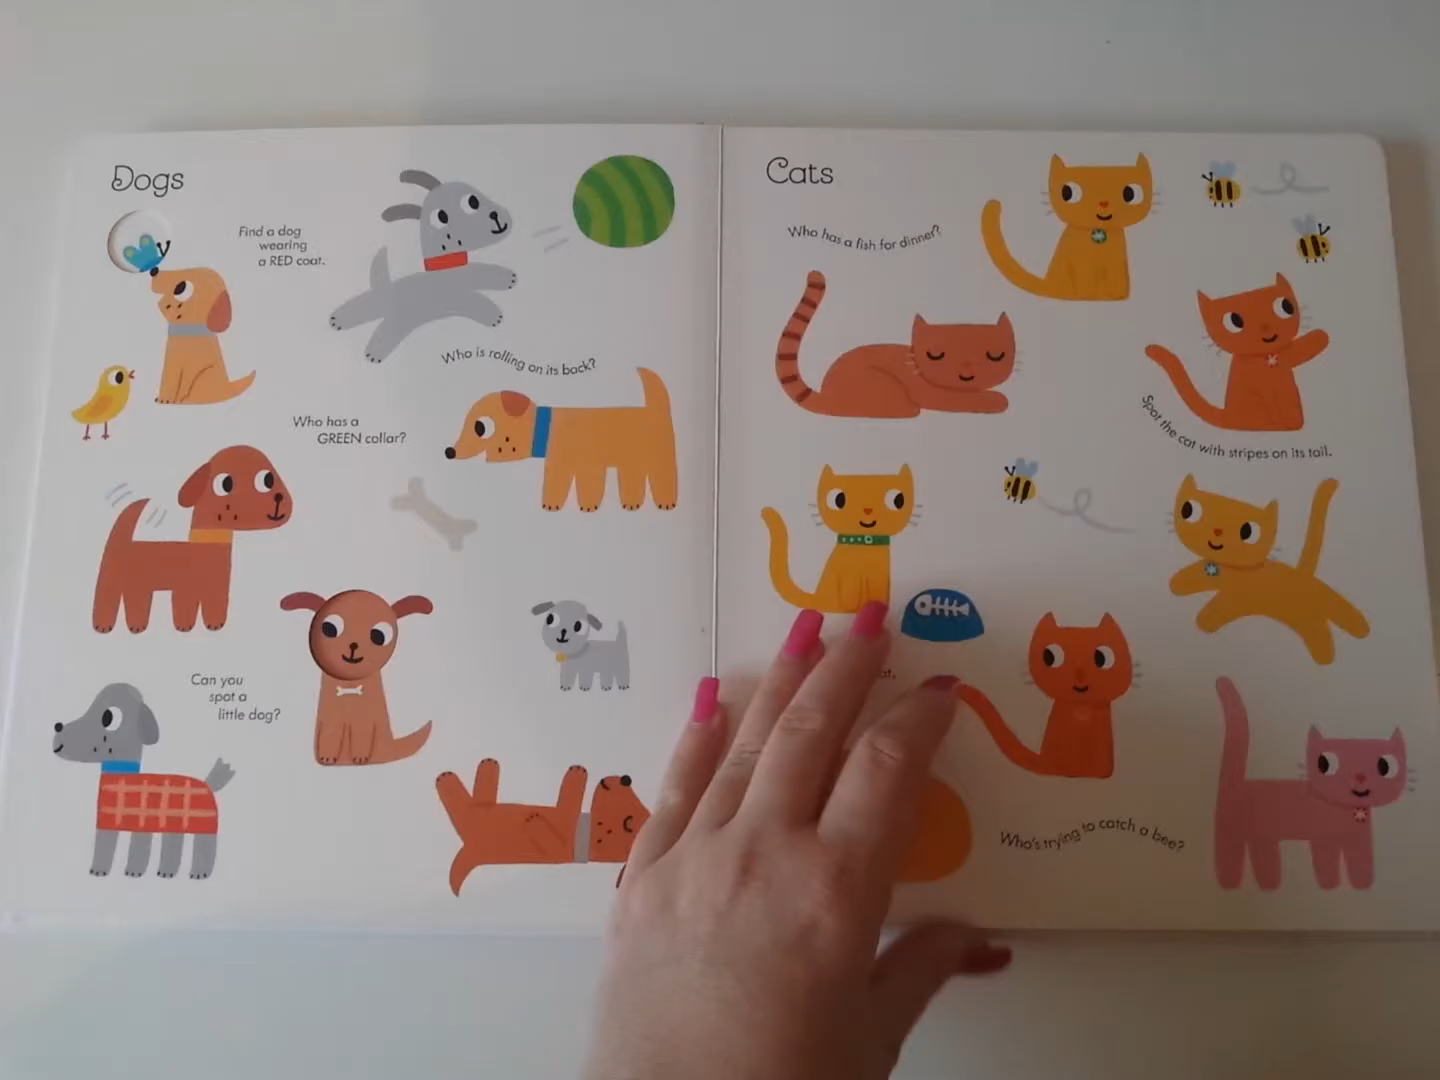 Dogs
Find a dog
wearing
a RED coat.
Who is rolling on its back?
Who has a
GREEN collar?
Can you
spot a
little dog?
Cats
Who has a fish for dinner?
Spot the cat with stripes on its tail.
Who's trying to catch a bee?